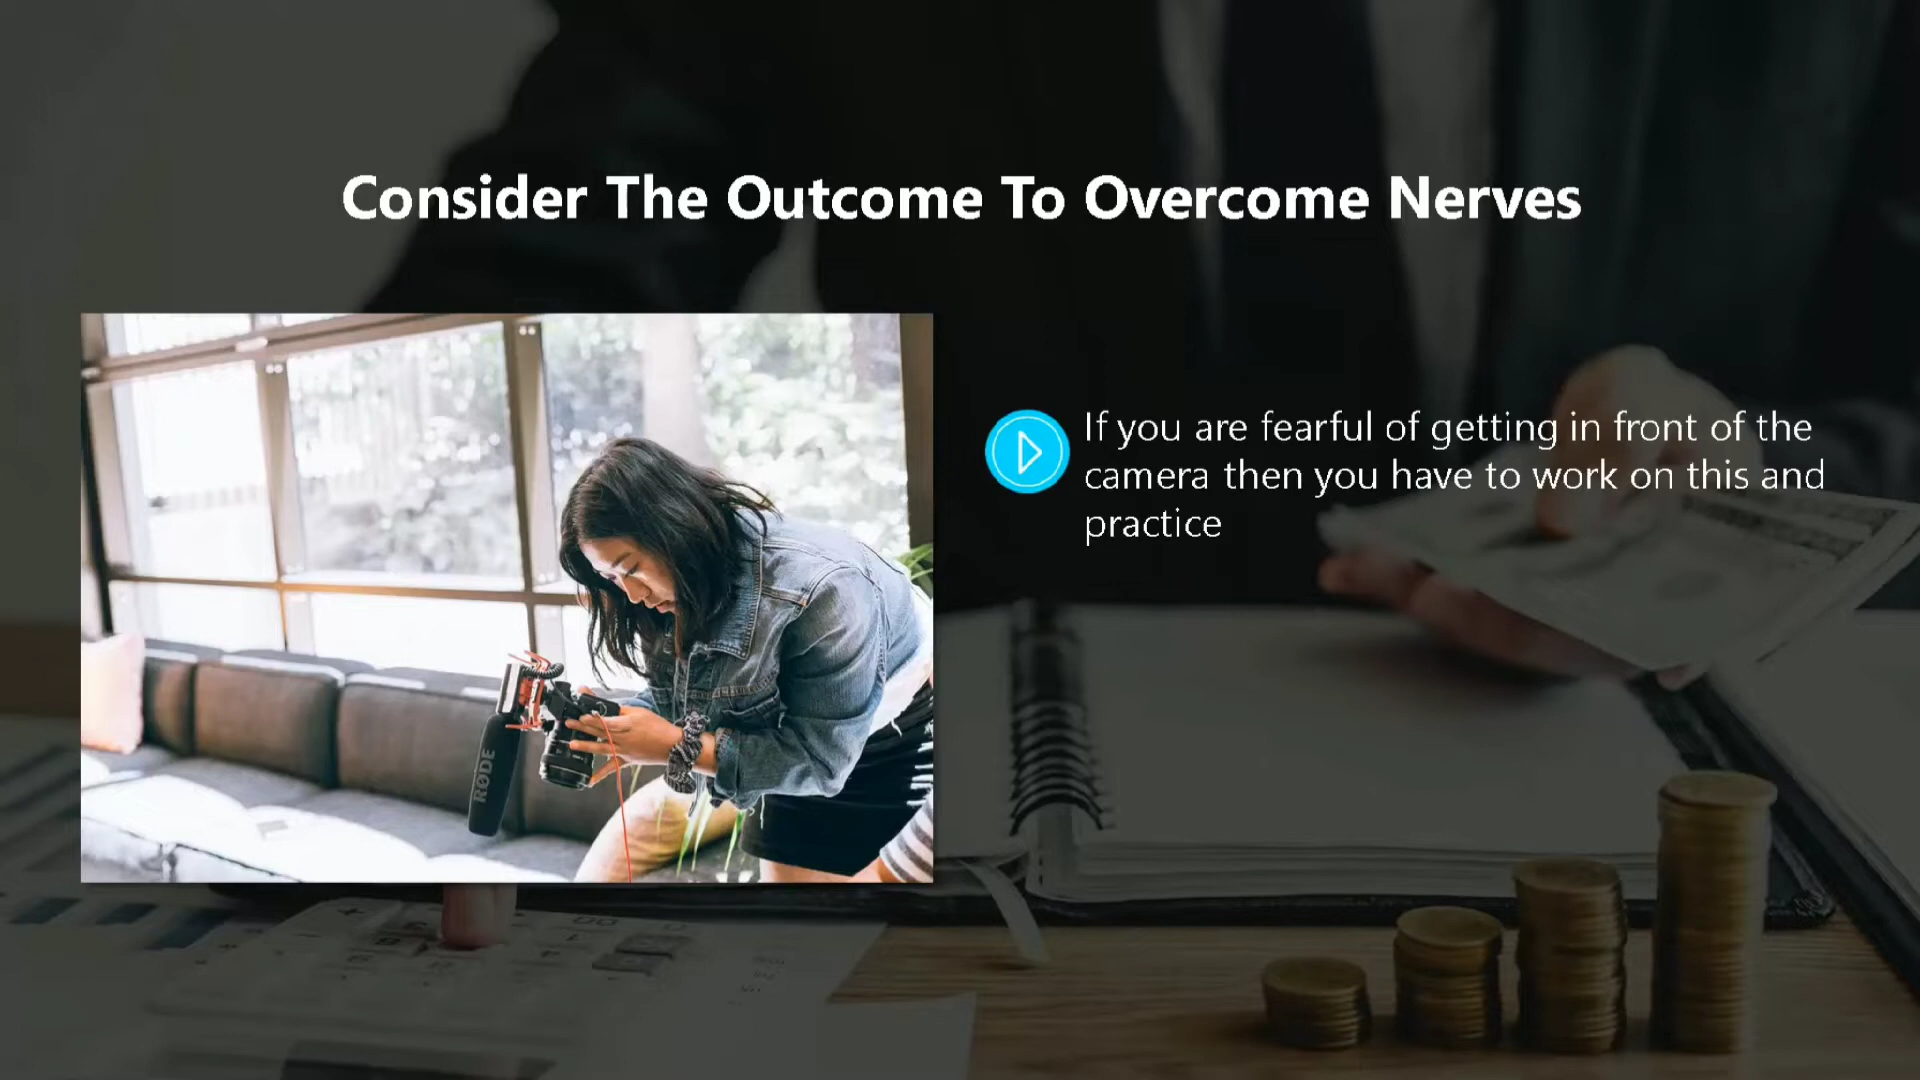 Consider The Outcome To Overcome Nerves
If you are fearful of getting in front of the
camera then you have to work on this and
practice
RØDE